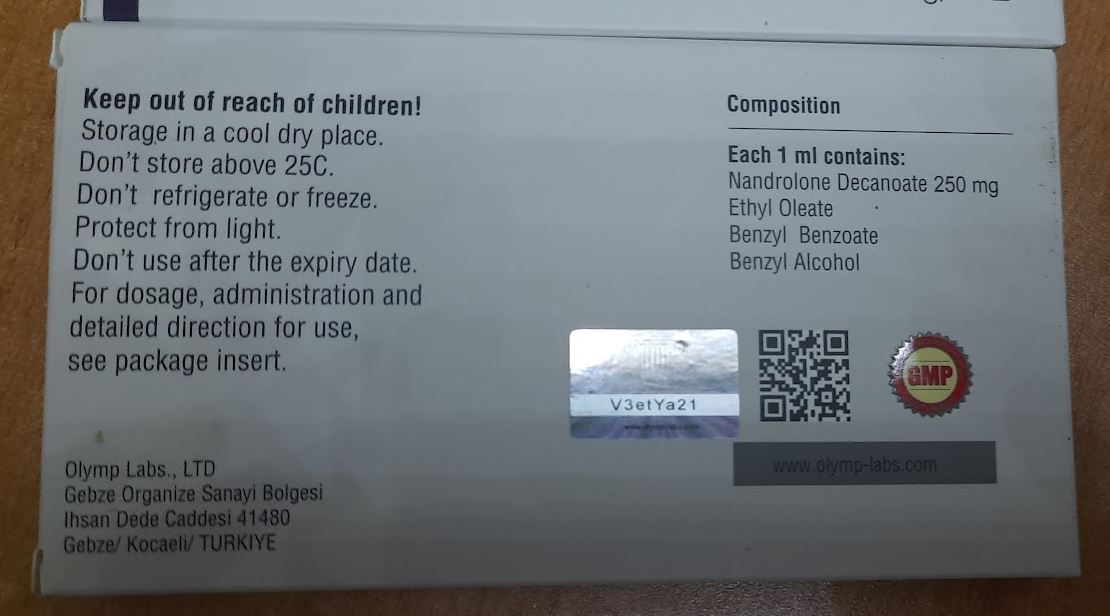 Keep out of reach of children!
Storage in a cool dry place.
Don't store above 25C.
Don't refrigerate or freeze.
Protect from light.
Don't use after the expiry date.
For dosage, administration and
detailed direction for use,
see package insert.
Olymp Labs., LTD
Gebze Organize Sanayi Bolgesi
Ihsan Dede Caddesi 41480
Gebze/ Kocaeli/ TURKIYE
Composition
Each 1 ml contains:
Nandrolone Decanoate 250 mg
Ethyl Oleate
Benzyl Benzoate
Benzyl Alcohol
V3etYa21
GMP
www.olymp-labs.com